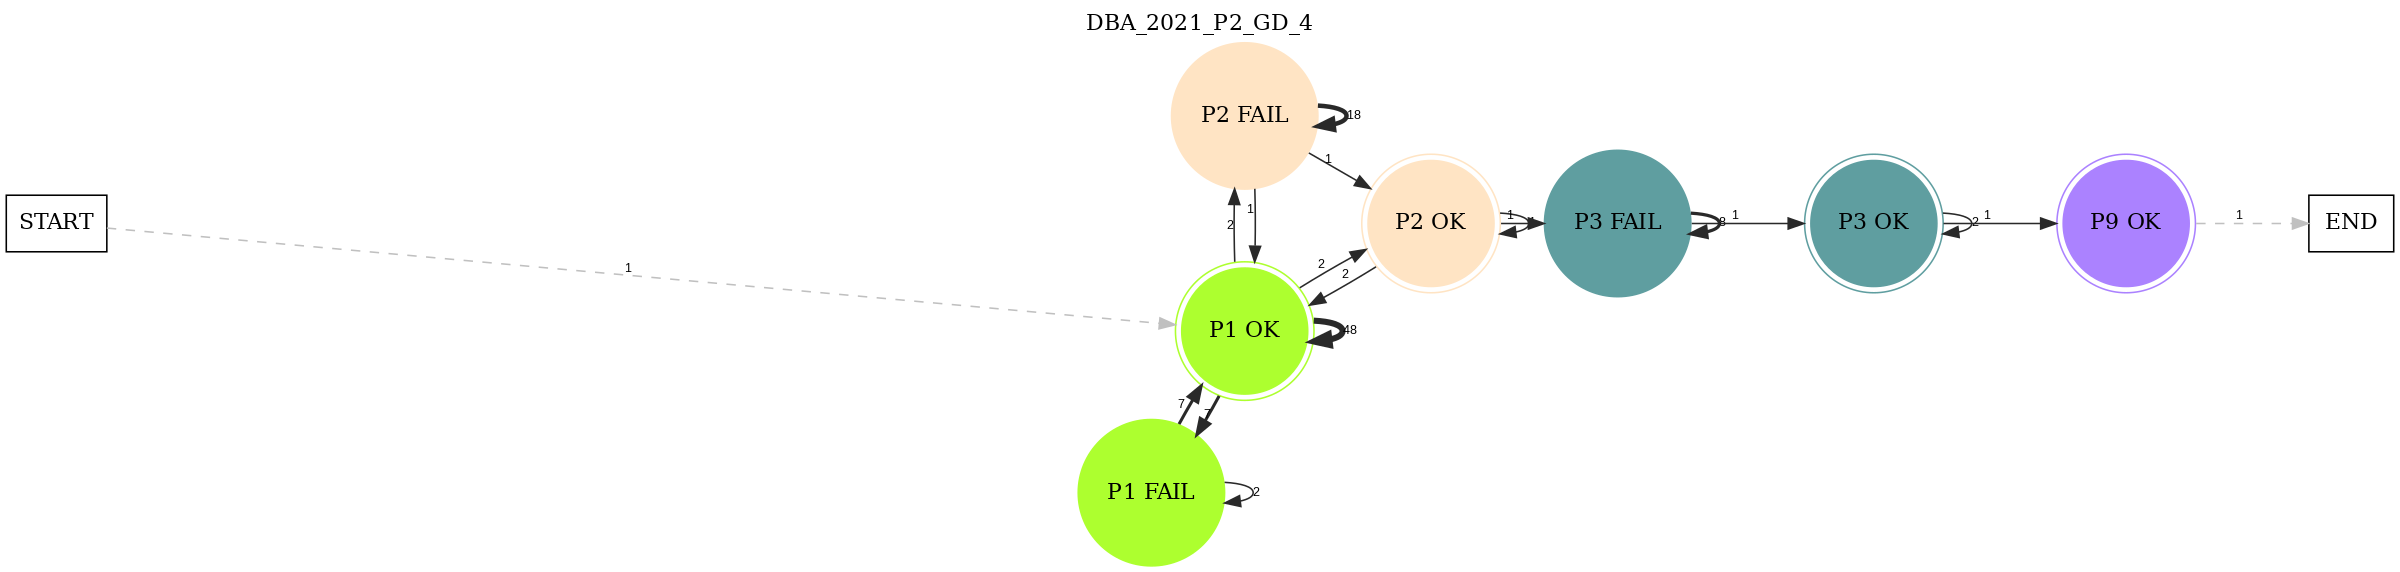 DBA_2021_P2_GD_4
P2 FAIL
18
1
1
2
START
1
P2 OK
1
P3 FAIL
8
1
P3 OK
2
1
P9 OK
1
END
2
2
P1 OK
48
7
7
P1 FAIL
2